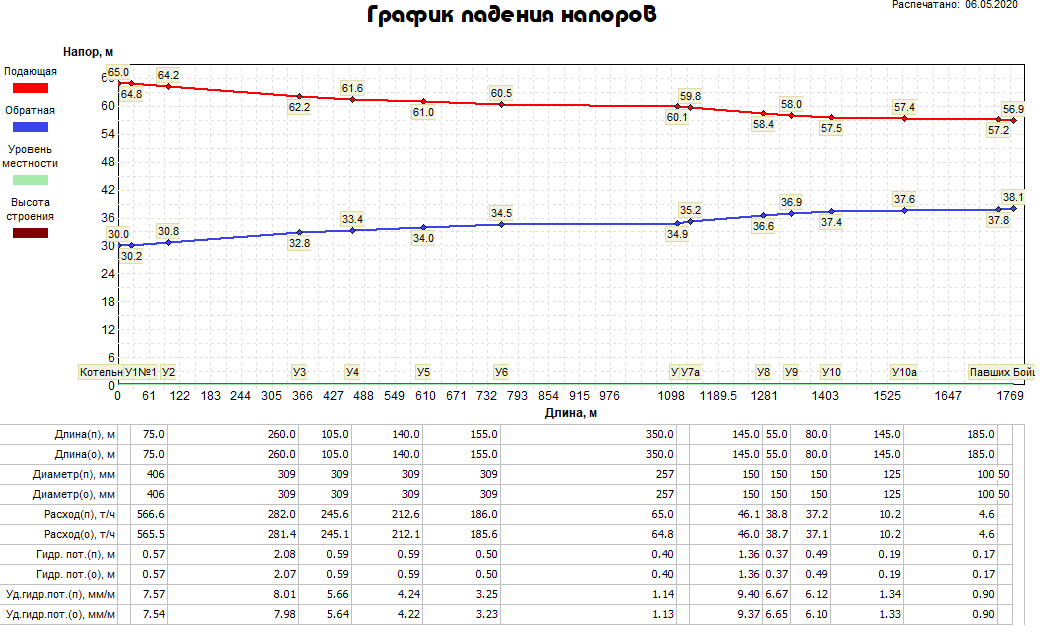 График падения напоров
Распечатано: 06.05.2020
Напор, м
Подающая
Обратная
Уровень
местности
Высота
строения
65.0 64.2
64.8 62.2 61.6 61.0 60.5 60.1 59.8 58.4 58.0 57.5 57.4 57.2 56.9
60
54
48
42
36
30
24
18
12
6
0
30.0 30.8 33.4 34.5 35.2 36.9 37.6 38.1
30.2 32.8 34.0 34.9 36.6 37.4 37.8
Котельн У1№1 У2 У3 У4 У5 У6 У У7а У8 У9 У10 У10а Павших Бойц
0 61 122 183 244 305 366 427 488 549 610 671 732 793 854 915 976 1098 1189.5 1281 1403 1525 1647 1769
Длина, м
Длина(п), м 75.0 260.0 105.0 140.0 155.0 350.0 145.0 55.0 80.0 145.0 185.0
Длина(о), м 75.0 260.0 105.0 140.0 155.0 350.0 145.0 55.0 80.0 145.0 185.0
Диаметр(п), мм 406 309 309 309 309 257 150 150 150 125 100 50
Диаметр(о), мм 406 309 309 309 309 257 150 150 150 125 100 50
Расход(п), т/ч 566.6 282.0 245.6 212.6 186.0 65.0 46.1 38.8 37.2 10.2 4.6
Расход(о), т/ч 565.5 281.4 245.1 212.1 185.6 64.8 46.0 38.7 37.1 10.2 4.6
Гидр. пот.(п), м 0.57 2.08 0.59 0.59 0.50 0.40 1.36 0.37 0.49 0.19 0.17
Гидр. пот.(о), м 0.57 2.07 0.59 0.59 0.50 0.40 1.36 0.37 0.49 0.19 0.17
Уд.гидр.пот.(п), мм/м 7.57 8.01 5.66 4.24 3.25 1.14 9.40 6.67 6.12 1.34 0.90
Уд.гидр.пот.(о), мм/м 7.54 7.98 5.64 4.22 3.23 1.13 9.37 6.65 6.10 1.33 0.90